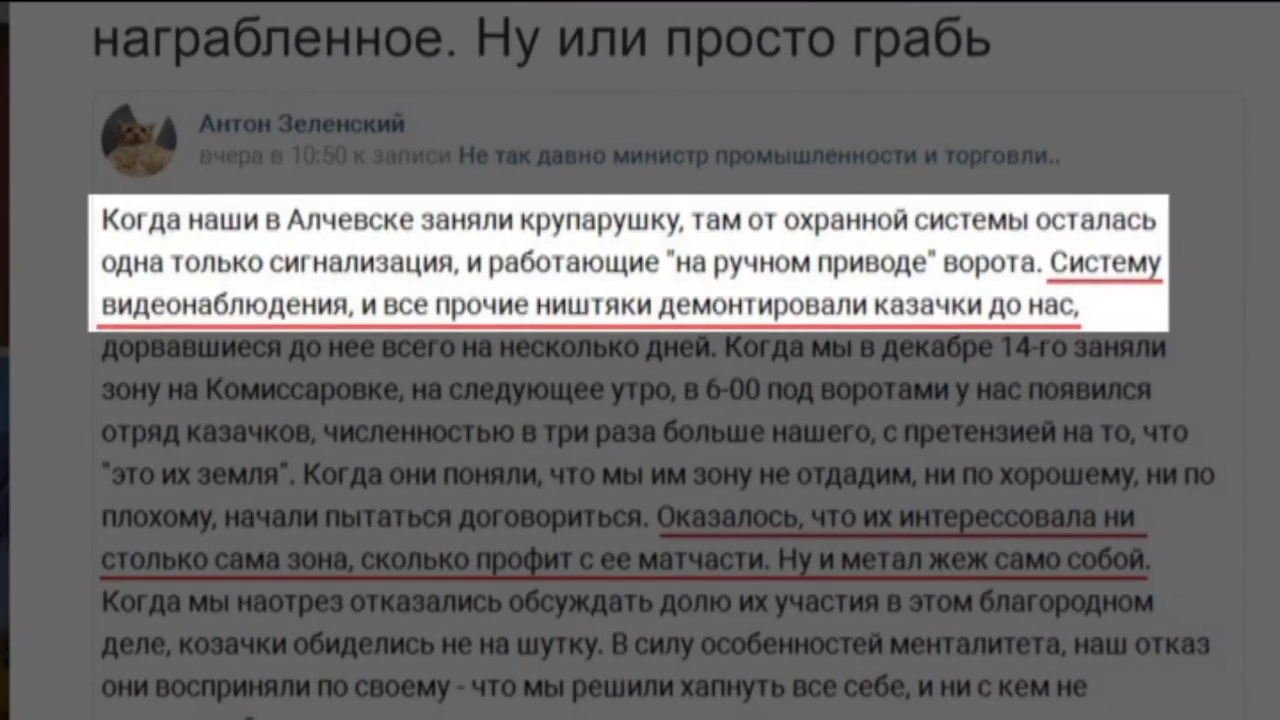 награбленное. Ну или просто грабь
Антон Зеленский
вчера в 10:50 к записи Не так давно министр промышленности и торговли..
Когда наши в Алчевске заняли крупарушку, там от охранной системы осталась
одна только сигнализация, и работающие "на ручном приводе" ворота. Систему
видеонаблюдения, и все прочие ништяки демонтировали казачки до нас,
дорвавшиеся до нее всего на несколько дней. Когда мы в декабре 14-го заняли
зону на Комиссаровке, на следующее утро, в 6-00 под воротами у нас появился
отряд казачков, численностью в три раза больше нашего, с претензией на то, что
"это их земля". Когда они поняли, что мы им зону не отдадим, ни по хорошему, ни по
плохому, начали пытаться договориться. Оказалось, что их интерессовала ни
столько сама зона, сколько профит с ее матчасти. Ну и метал жеж само собой.
Когда мы наотрез отказались обсуждать долю их участия в этом благородном
деле, козачки обиделись не на шутку. В силу особенностей менталитета, наш отказ
они восприняли по своему - что мы решили хапнуть все себе, и ни с кем не